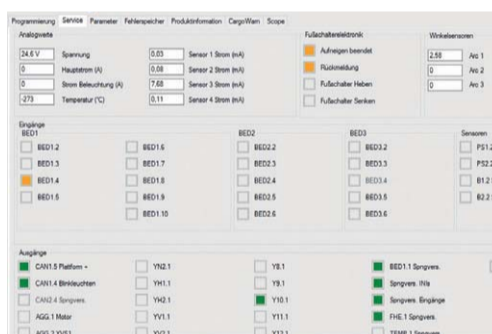 Programmierung Service Parameter Fehlerspeicher Produktinformation CargoWarn Scope
Analogwerte
24,6 V Spannung
0 Hauptstrom (A)
0 Strom Beleuchtung (A)
-273 Temperatur (°C)
0,03 Sensor 1 Strom (mA)
0,08 Sensor 2 Strom (mA)
7,68 Sensor 3 Strom (mA)
0,11 Sensor 4 Strom (mA)
Fußschalterelektronik
Aufneigen beendet
Rückmeldung
Fußschalter Heben
Fußschalter Senken
Winkelsensoren
2,58 Arc 1
0 Arc 2
0 Arc 3
Eingänge
BED1
BED1.2
BED1.3
BED1.4
BED1.5
BED1.6
BED1.7
BED1.8
BED1.9
BED1.10
BED2
BED2.2
BED2.3
BED2.4
BED2.5
BED2.6
BED3
BED3.2
BED3.3
BED3.4
BED3.5
BED3.6
Sensoren
PS1.2
PS2.2
B1.2
B2.2
Ausgänge
CAN1.5 Plattform +
CAN1.4 Blinkleuchten
CAN2.4 Spngvers.
AGG.1 Motor
YN2.1
YH1.1
YH2.1
YV1.1
Y8.1
Y9.1
Y10.1
Y11.1
BED1.1 Spngvers.
Spngvers. INa
Spngvers. Eingänge
FHE.1 Spngvers.